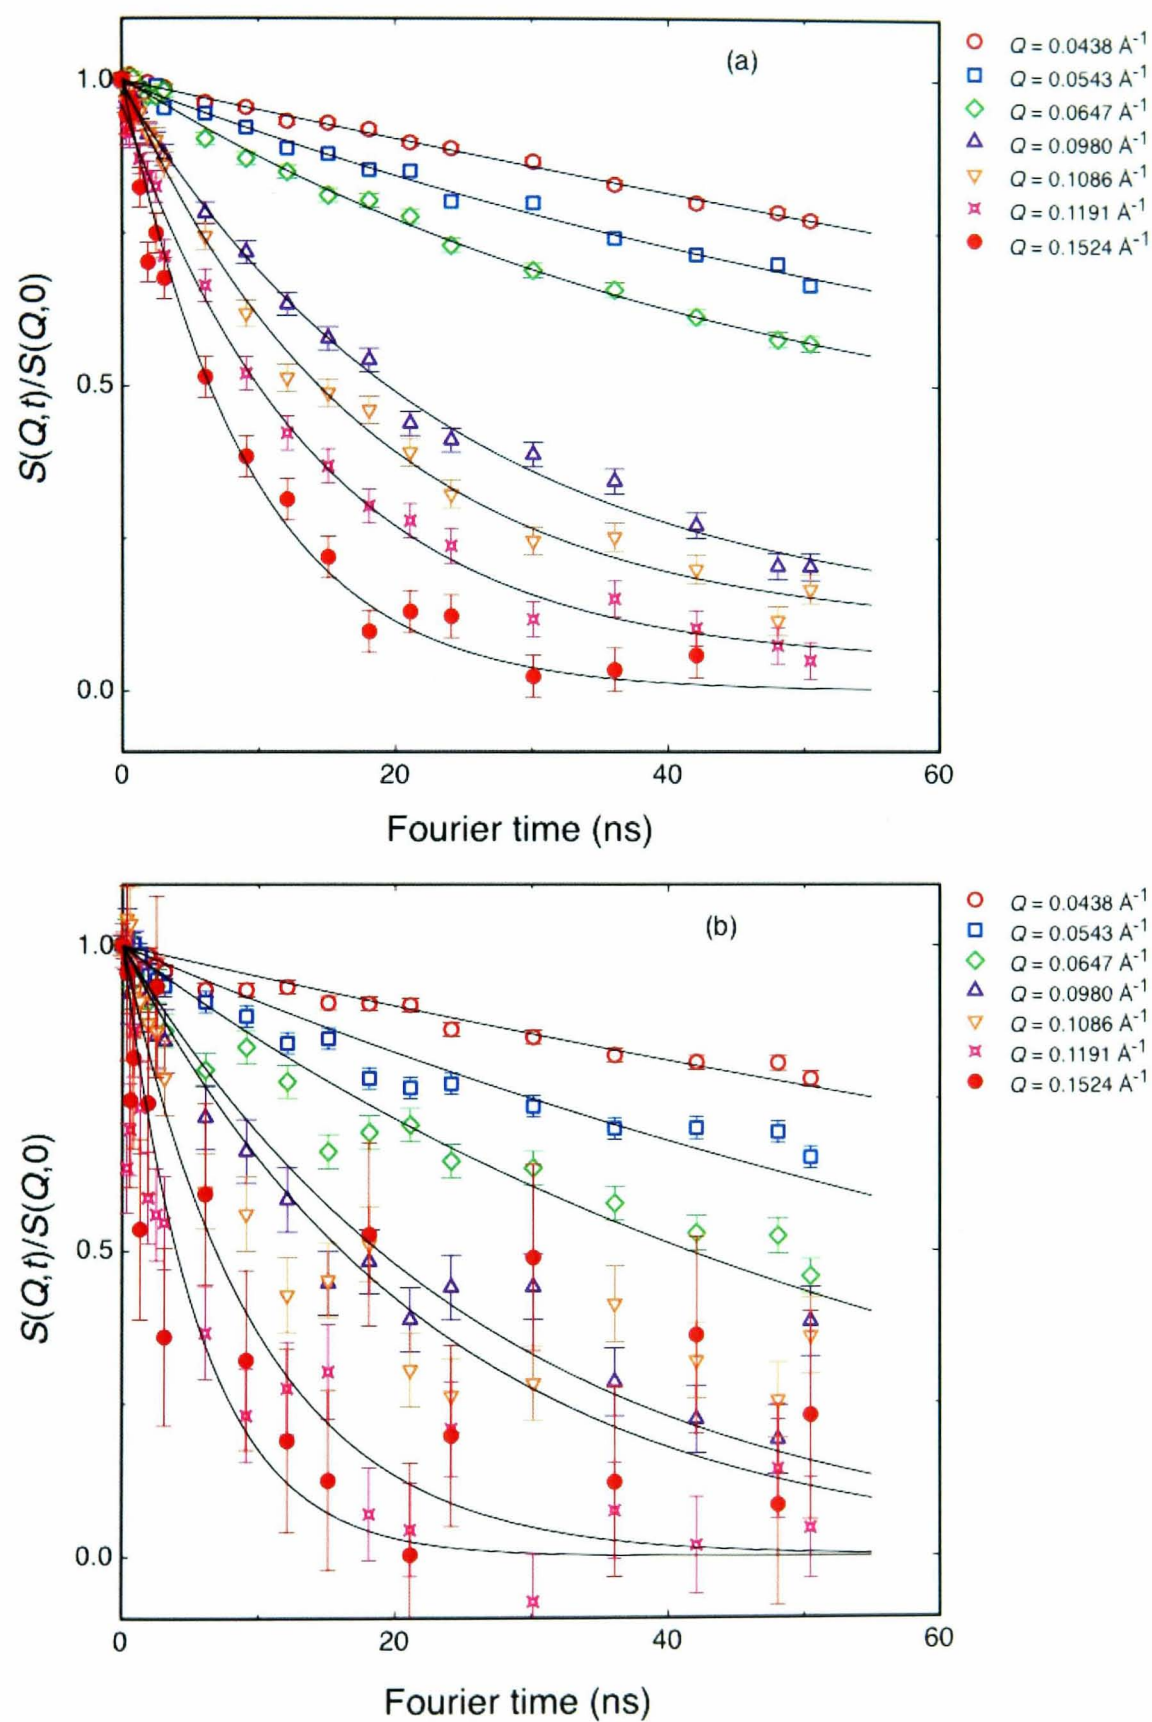 (a)
1.0
0.5
0.0
S(Q,t)/S(Q,0)
0
20
40
60
Fourier time (ns)
Q = 0.0438 Å⁻¹
Q = 0.0543 Å⁻¹
Q = 0.0647 Å⁻¹
Q = 0.0980 Å⁻¹
Q = 0.1086 Å⁻¹
Q = 0.1191 Å⁻¹
Q = 0.1524 Å⁻¹
(b)
1.0
0.5
0.0
S(Q,t)/S(Q,0)
0
20
40
60
Fourier time (ns)
Q = 0.0438 Å⁻¹
Q = 0.0543 Å⁻¹
Q = 0.0647 Å⁻¹
Q = 0.0980 Å⁻¹
Q = 0.1086 Å⁻¹
Q = 0.1191 Å⁻¹
Q = 0.1524 Å⁻¹